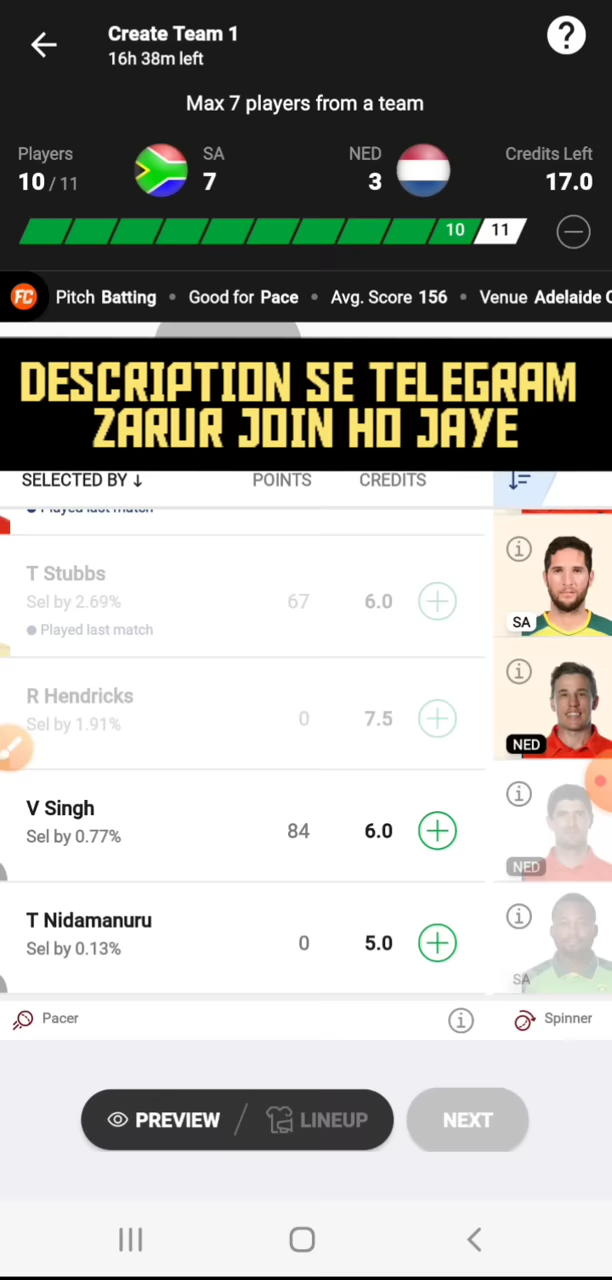 Create Team 1
16h 38m left
?
Max 7 players from a team
Players SA NED Credits Left
10 / 11 7 3 17.0
10 11
FC Pitch Batting • Good for Pace • Avg. Score 156 • Venue Adelaide
DESCRIPTION SE TELEGRAM
ZARUR JOIN HO JAYE
SELECTED BY ↓ POINTS CREDITS
Played last match
T Stubbs
Sel by 2.69% 67 6.0
Played last match
SA
R Hendricks
Sel by 1.91% 0 7.5
NED
V Singh
Sel by 0.77% 84 6.0
NED
T Nidamanuru
Sel by 0.13% 0 5.0
SA
Pacer Spinner
PREVIEW / LINEUP NEXT